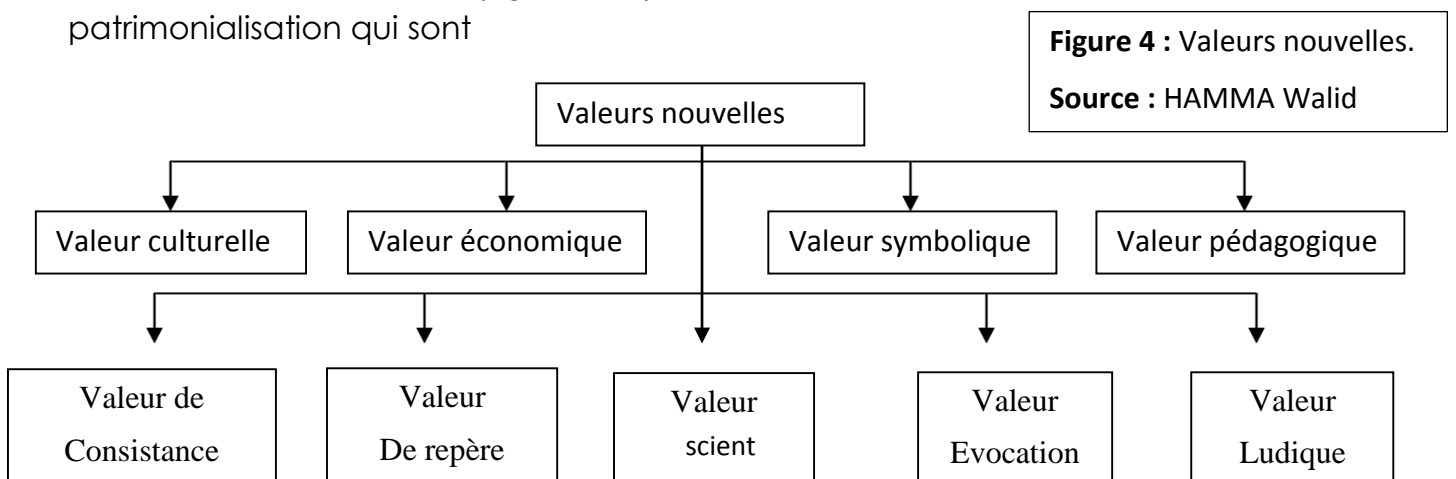 patrimonialisation qui sont
Figure 4 : Valeurs nouvelles.
Source : HAMMA Walid
Valeurs nouvelles
Valeur culturelle
Valeur économique
Valeur symbolique
Valeur pédagogique
Valeur de
Consistance
Valeur
De repère
Valeur
scient
Valeur
Evocation
Valeur
Ludique